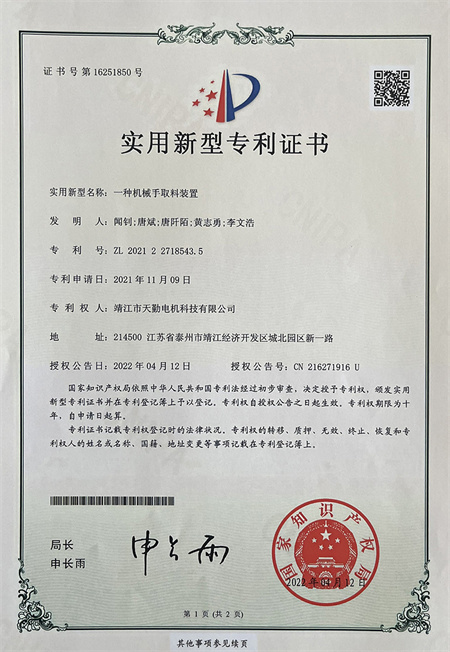 证书号第16251850号
实用新型专利证书
实用新型名称：一种机械手取料装置
发 明 人：闻钊;唐斌;唐阡陌;黄志勇;李文浩
专 利 号：ZL 2021 2 2718543.5
专利申请日：2021年11月09日
专 利 权 人：靖江市天勤电机科技有限公司
地 址：214500 江苏省泰州市靖江经济开发区城北园区新一路
授权公告日：2022年04月12日 授权公告号：CN 216271916 U
国家知识产权局依照中华人民共和国专利法经过初步审查，决定授予专利权，颁发实用
新型专利证书并在专利登记簿上予以登记。专利权自授权公告之日起生效。专利权期限为十
年，自申请日起算。
专利证书记载专利权登记时的法律状况。专利权的转移、质押、无效、终止、恢复和专
利权人的姓名或名称、国籍、地址变更等事项记载在专利登记簿上。
局长
申长雨
申长雨
国家知识产权局
2022年04月12日
第 1 页 (共 2 页)
其他事项参见续页